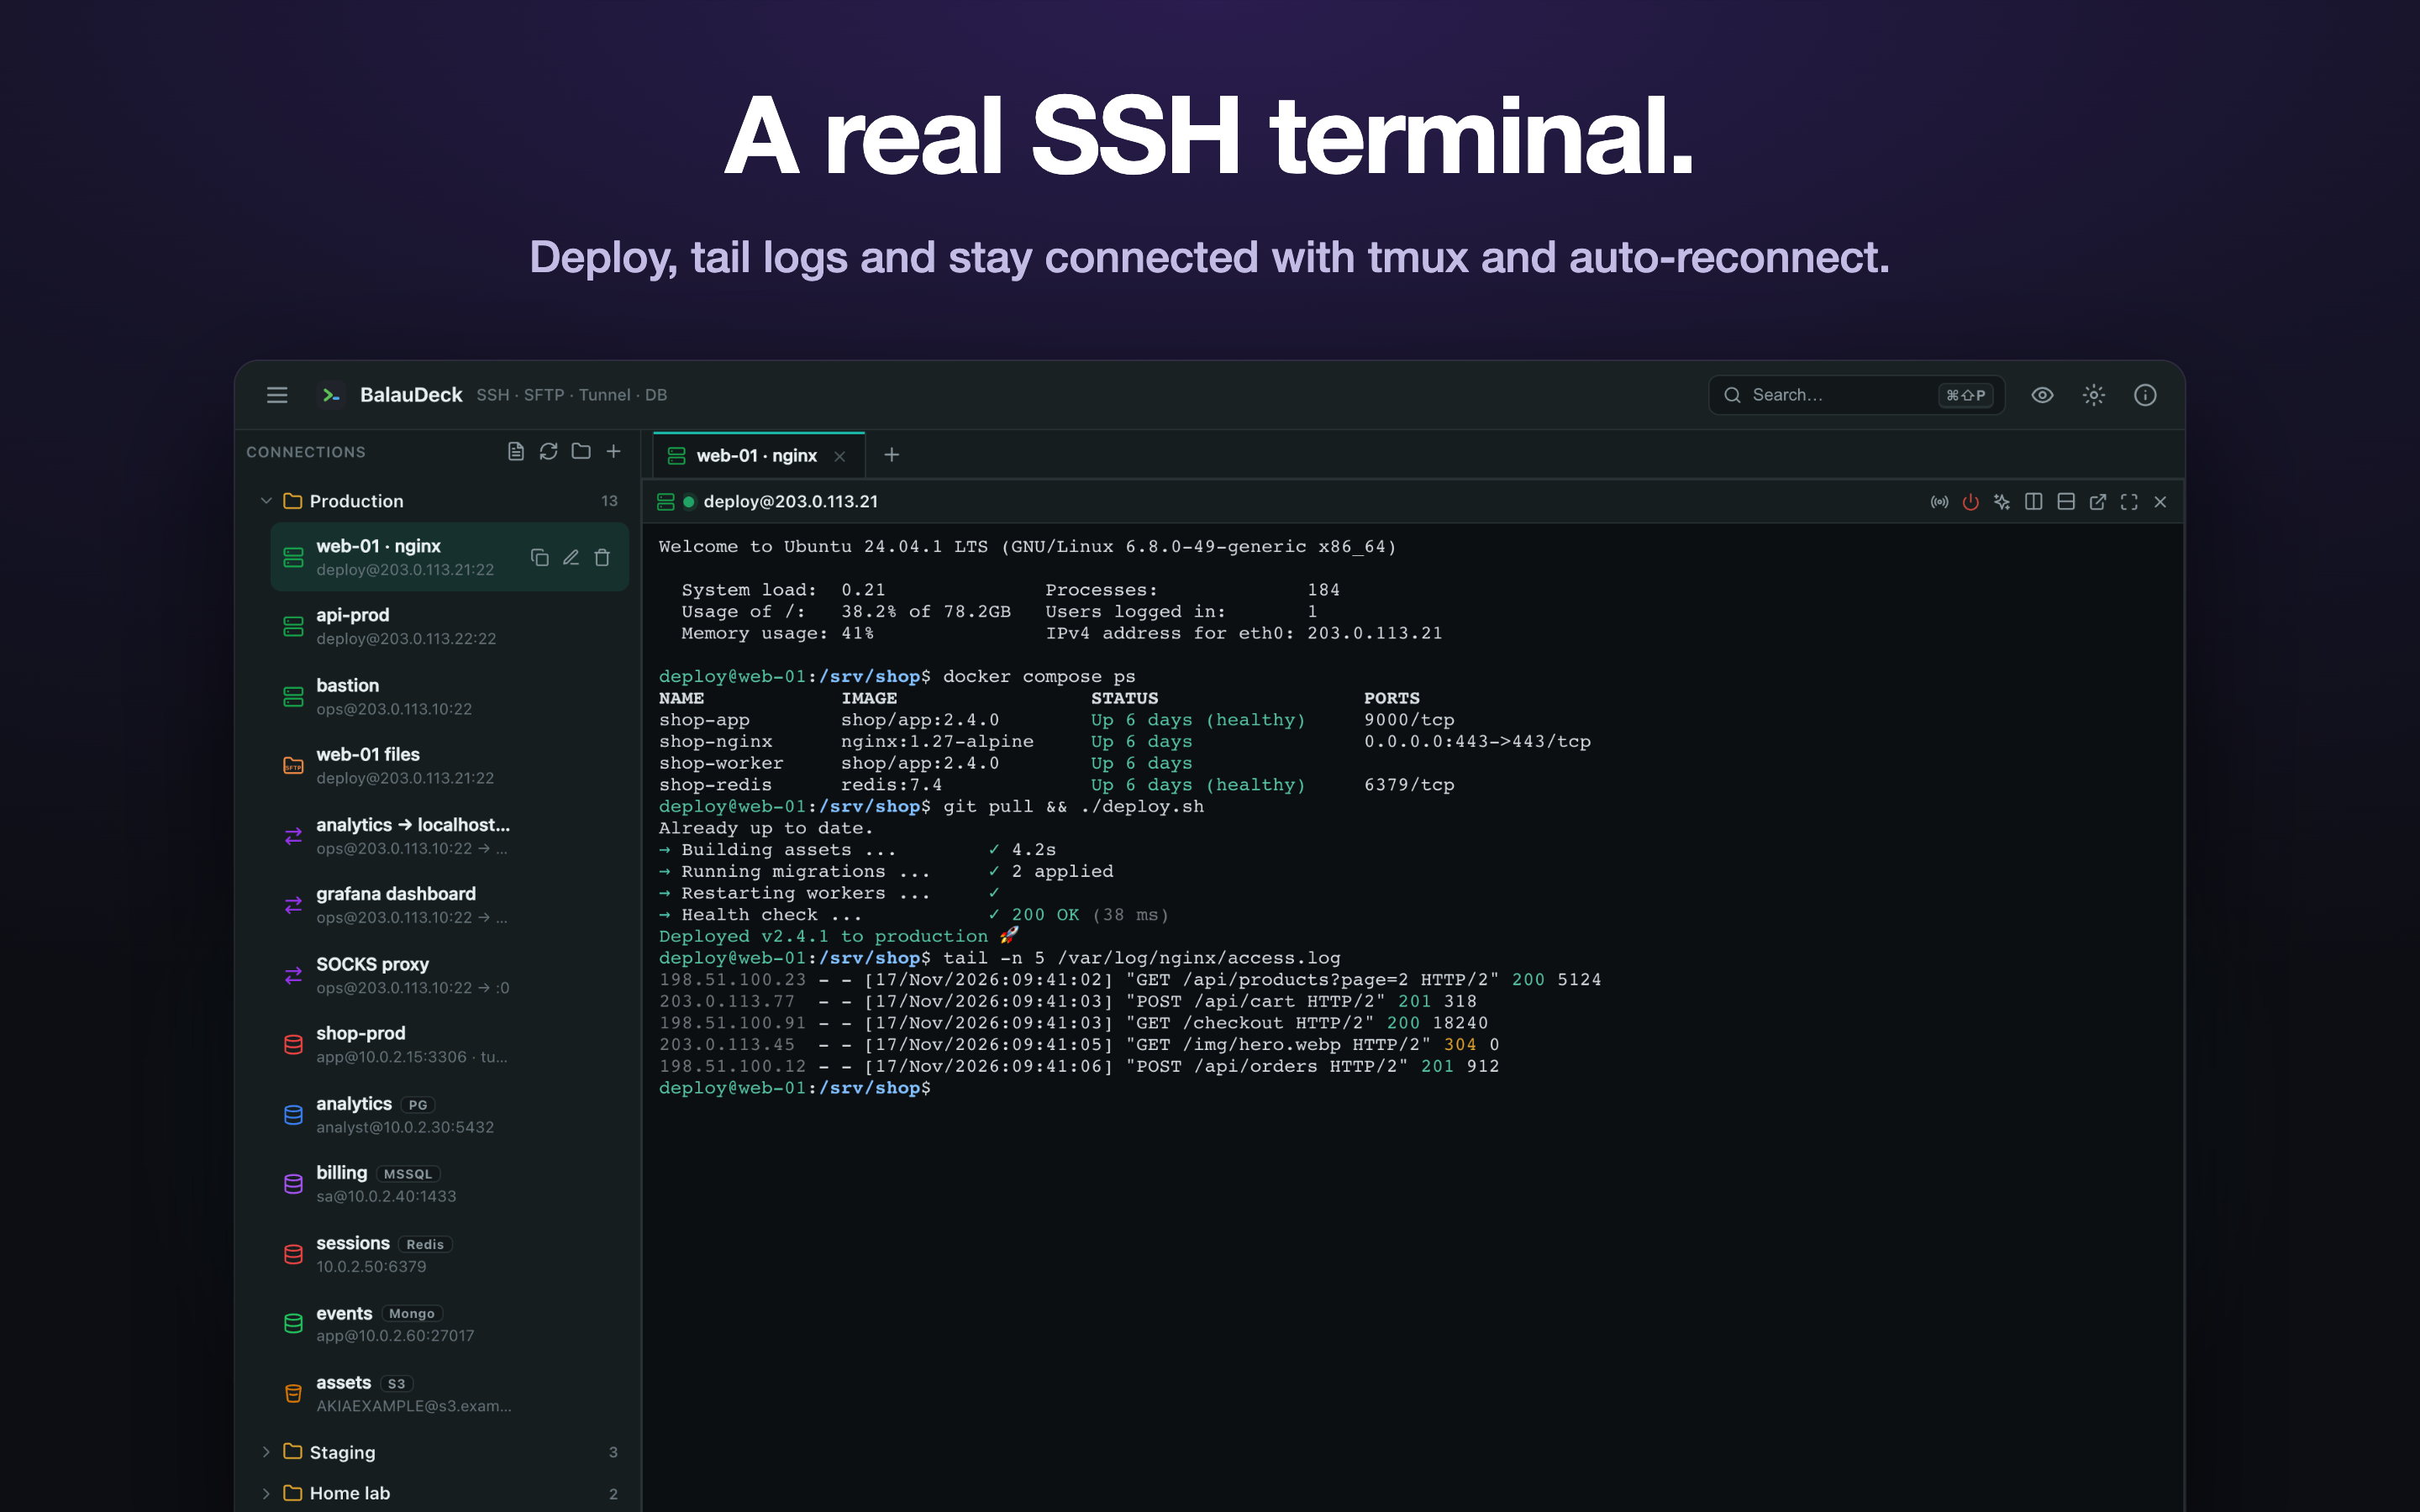 A real SSH terminal.
Deploy, tail logs and stay connected with tmux and auto-reconnect.
BalauDeck SSH · SFTP · Tunnel · DB
Search… ⌘⇧P
CONNECTIONS
Production 13
web-01 · nginx
deploy@203.0.113.21:22
api-prod
deploy@203.0.113.22:22
bastion
ops@203.0.113.10:22
SFTP
web-01 files
deploy@203.0.113.21:22
analytics → localhost…
ops@203.0.113.10:22 → …
grafana dashboard
ops@203.0.113.10:22 → …
SOCKS proxy
ops@203.0.113.10:22 → :0
shop-prod
app@10.0.2.15:3306 · tu…
analytics PG
analyst@10.0.2.30:5432
billing MSSQL
sa@10.0.2.40:1433
sessions Redis
10.0.2.50:6379
events Mongo
app@10.0.2.60:27017
assets S3
AKIAEXAMPLE@s3.exam…
Staging 3
Home lab 2
web-01 · nginx
deploy@203.0.113.21
Welcome to Ubuntu 24.04.1 LTS (GNU/Linux 6.8.0-49-generic x86_64)
System load: 0.21 Processes: 184
Usage of /: 38.2% of 78.2GB Users logged in: 1
Memory usage: 41% IPv4 address for eth0: 203.0.113.21
deploy@web-01:/srv/shop$ docker compose ps
NAME IMAGE STATUS PORTS
shop-app shop/app:2.4.0 Up 6 days (healthy) 9000/tcp
shop-nginx nginx:1.27-alpine Up 6 days 0.0.0.0:443->443/tcp
shop-worker shop/app:2.4.0 Up 6 days
shop-redis redis:7.4 Up 6 days (healthy) 6379/tcp
deploy@web-01:/srv/shop$ git pull && ./deploy.sh
Already up to date.
→ Building assets ... ✓ 4.2s
→ Running migrations ... ✓ 2 applied
→ Restarting workers ... ✓
→ Health check ... ✓ 200 OK (38 ms)
Deployed v2.4.1 to production 🚀
deploy@web-01:/srv/shop$ tail -n 5 /var/log/nginx/access.log
198.51.100.23 - - [17/Nov/2026:09:41:02] "GET /api/products?page=2 HTTP/2" 200 5124
203.0.113.77 - - [17/Nov/2026:09:41:03] "POST /api/cart HTTP/2" 201 318
198.51.100.91 - - [17/Nov/2026:09:41:03] "GET /checkout HTTP/2" 200 18240
203.0.113.45 - - [17/Nov/2026:09:41:05] "GET /img/hero.webp HTTP/2" 304 0
198.51.100.12 - - [17/Nov/2026:09:41:06] "POST /api/orders HTTP/2" 201 912
deploy@web-01:/srv/shop$